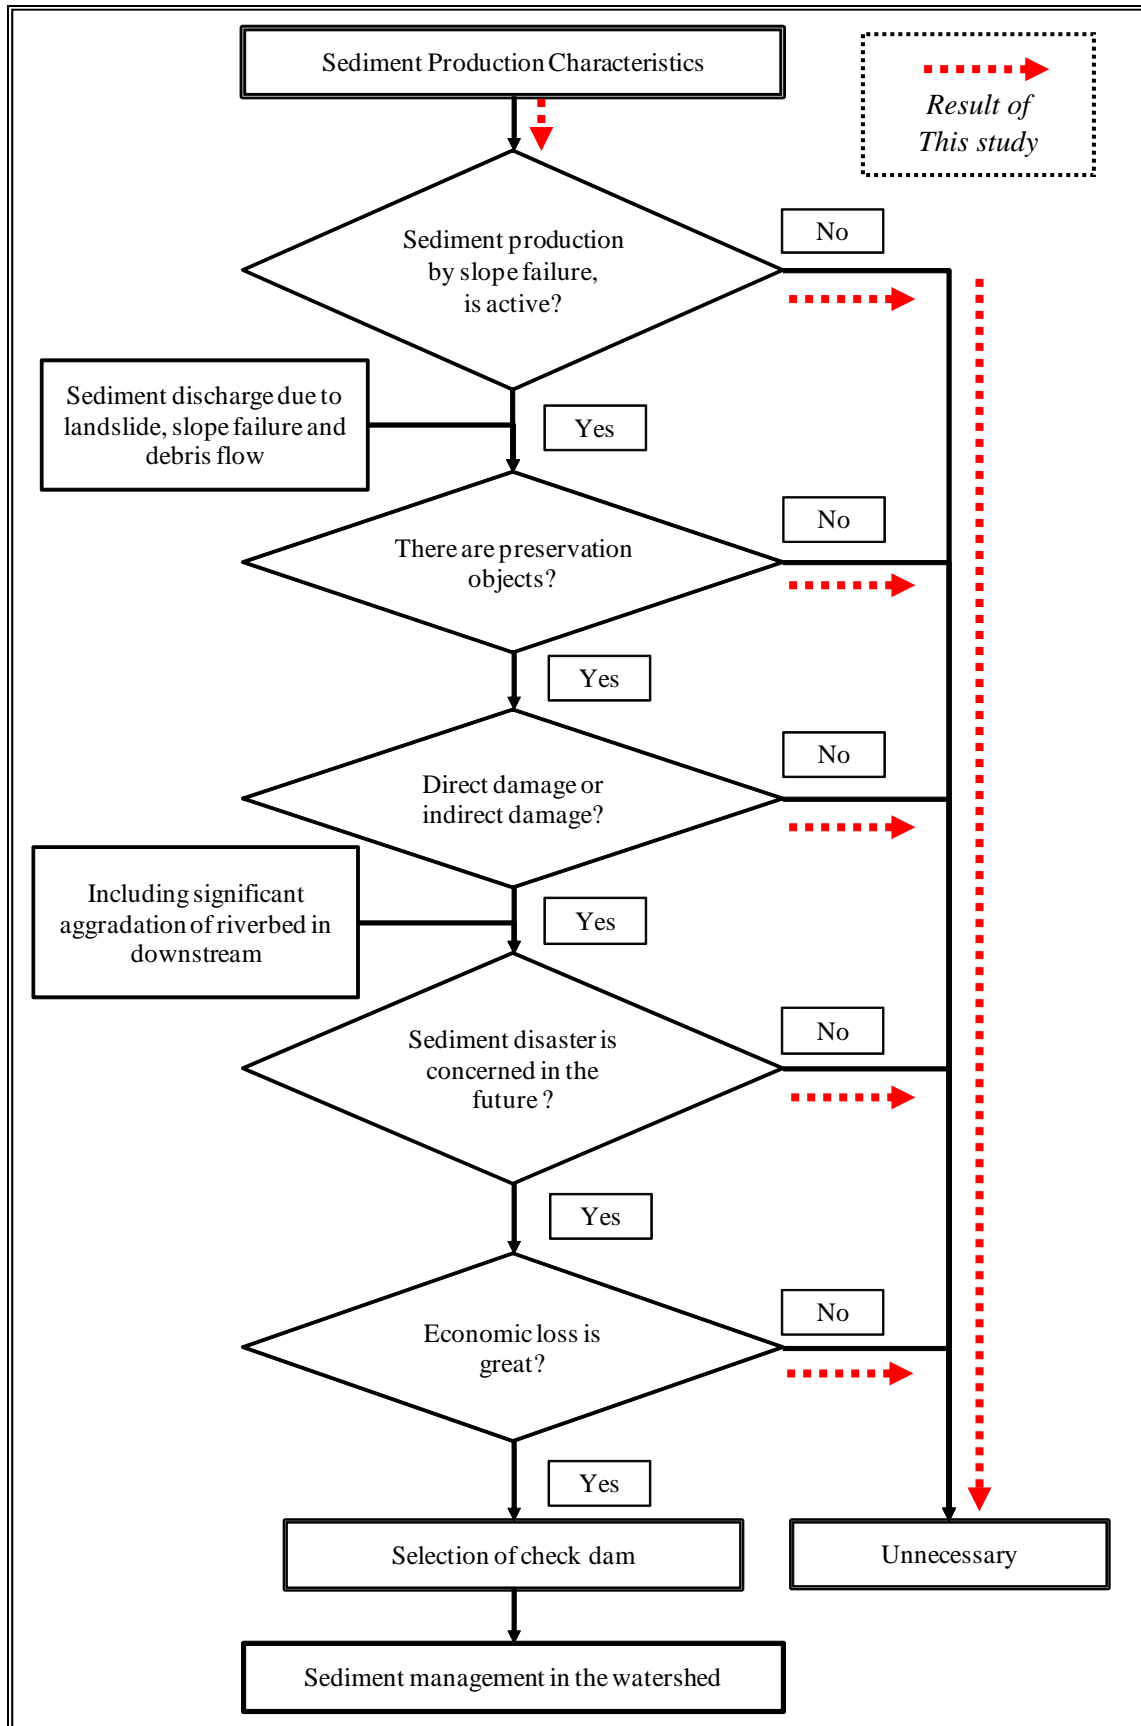 Sediment Production Characteristics
Result of
This study
No
Sediment production
by slope failure,
is active?
Sediment discharge due to
landslide, slope failure and
debris flow
Yes
No
There are preservation
objects?
Yes
No
Direct damage or
indirect damage?
Including significant
aggradation of riverbed in
downstream
Yes
No
Sediment disaster is
concerned in the
future ?
Yes
No
Economic loss is
great?
Yes
Selection of check dam
Unnecessary
Sediment management in the watershed